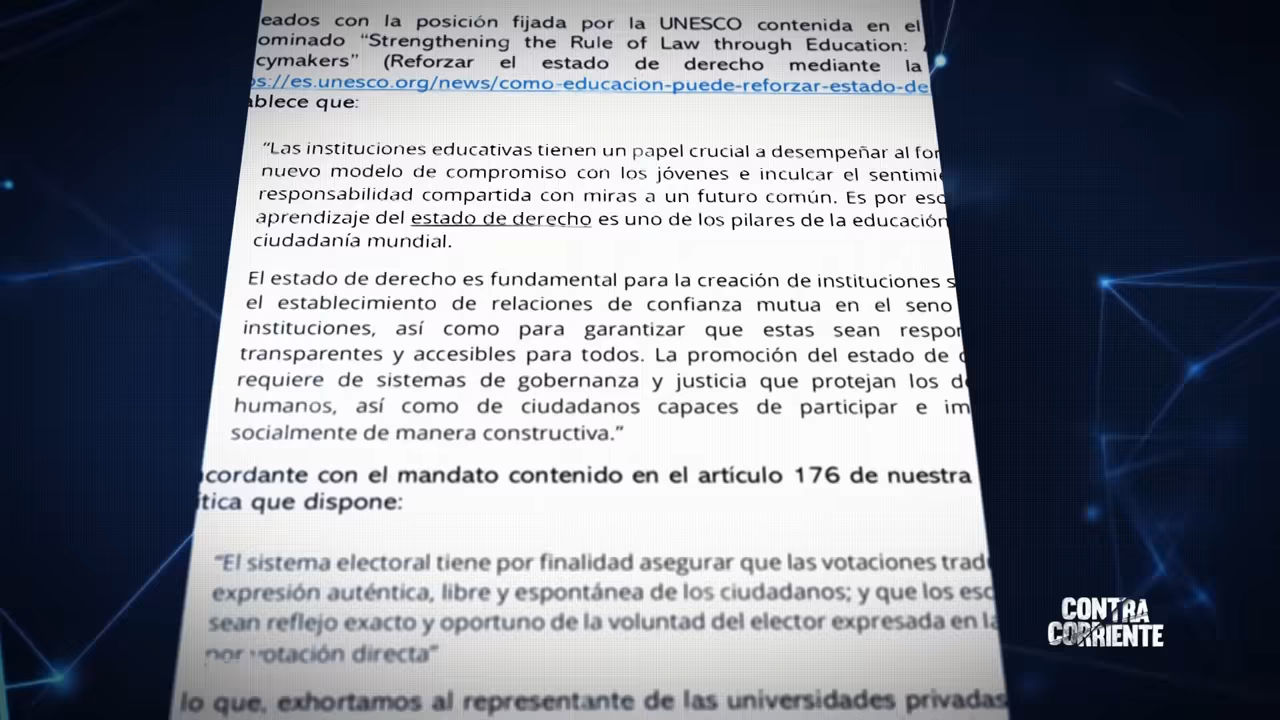 eados con la posición fijada por la UNESCO contenida en el
ominado “Strengthening the Rule of Law through Education:
cymakers” (Reforzar el estado de derecho mediante la
ps://es.unesco.org/news/como-educacion-puede-reforzar-estado-de
ablece que:
“Las instituciones educativas tienen un papel crucial a desempeñar al for
nuevo modelo de compromiso con los jóvenes e inculcar el sentimie
responsabilidad compartida con miras a un futuro común. Es por eso
aprendizaje del estado de derecho es uno de los pilares de la educación
ciudadanía mundial.
El estado de derecho es fundamental para la creación de instituciones s
el establecimiento de relaciones de confianza mutua en el seno
instituciones, así como para garantizar que estas sean respon
transparentes y accesibles para todos. La promoción del estado de d
requiere de sistemas de gobernanza y justicia que protejan los de
humanos, así como de ciudadanos capaces de participar e im
socialmente de manera constructiva.”
cordante con el mandato contenido en el artículo 176 de nuestra
ítica que dispone:
“El sistema electoral tiene por finalidad asegurar que las votaciones tradu
expresión auténtica, libre y espontánea de los ciudadanos; y que los esc
sean reflejo exacto y oportuno de la voluntad del elector expresada en la
por votación directa”
lo que, exhortamos al representante de las universidades privadas
CONTRA
CORRIENTE